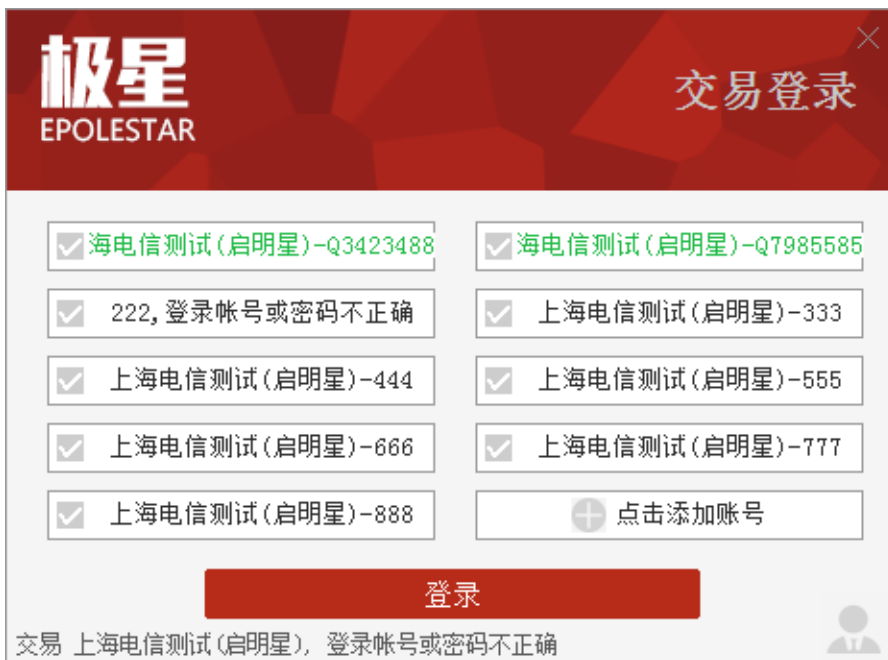 极星
EPOLESTAR
交易登录
海电信测试(启明星)-Q3423488
海电信测试(启明星)-Q7985585
222,登录帐号或密码不正确
上海电信测试(启明星)-333
上海电信测试(启明星)-444
上海电信测试(启明星)-555
上海电信测试(启明星)-666
上海电信测试(启明星)-777
上海电信测试(启明星)-888
点击添加账号
登录
交易 上海电信测试(启明星), 登录帐号或密码不正确